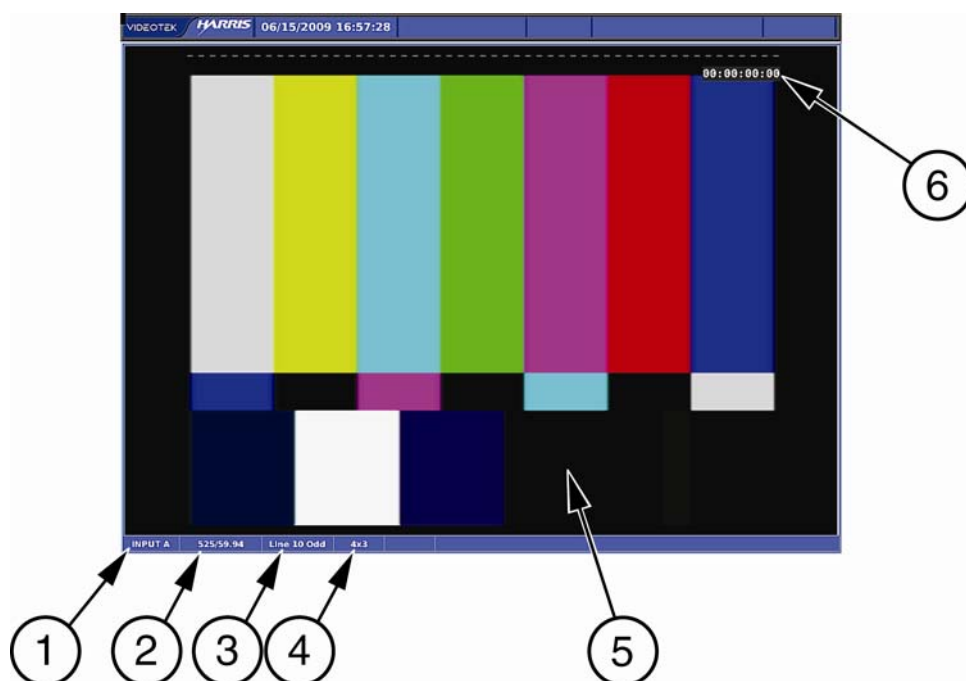 VIDEOTEK HARRIS 06/15/2009 16:57:28
00:00:00:00
6
INPUT A 525/59.94 Line 10 Odd 4x3
1 2 3 4 5